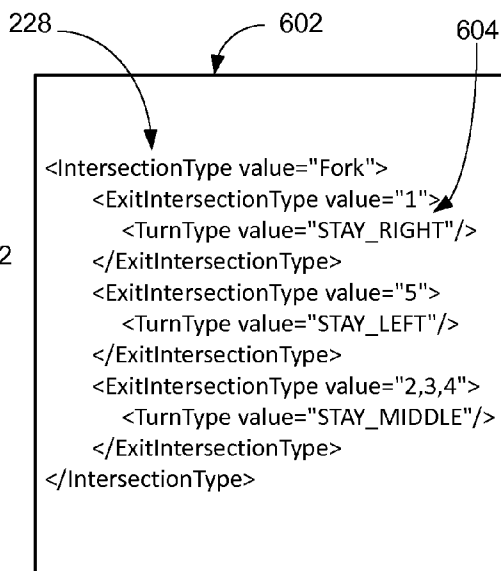 228
602
604
<IntersectionType value="Fork">
<ExitIntersectionType value="1">
<TurnType value="STAY_RIGHT"/>
2
</ExitIntersectionType>
<ExitIntersectionType value="5">
<TurnType value="STAY_LEFT"/>
</ExitIntersectionType>
<ExitIntersectionType value="2,3,4">
<TurnType value="STAY_MIDDLE"/>
</ExitIntersectionType>
</IntersectionType>